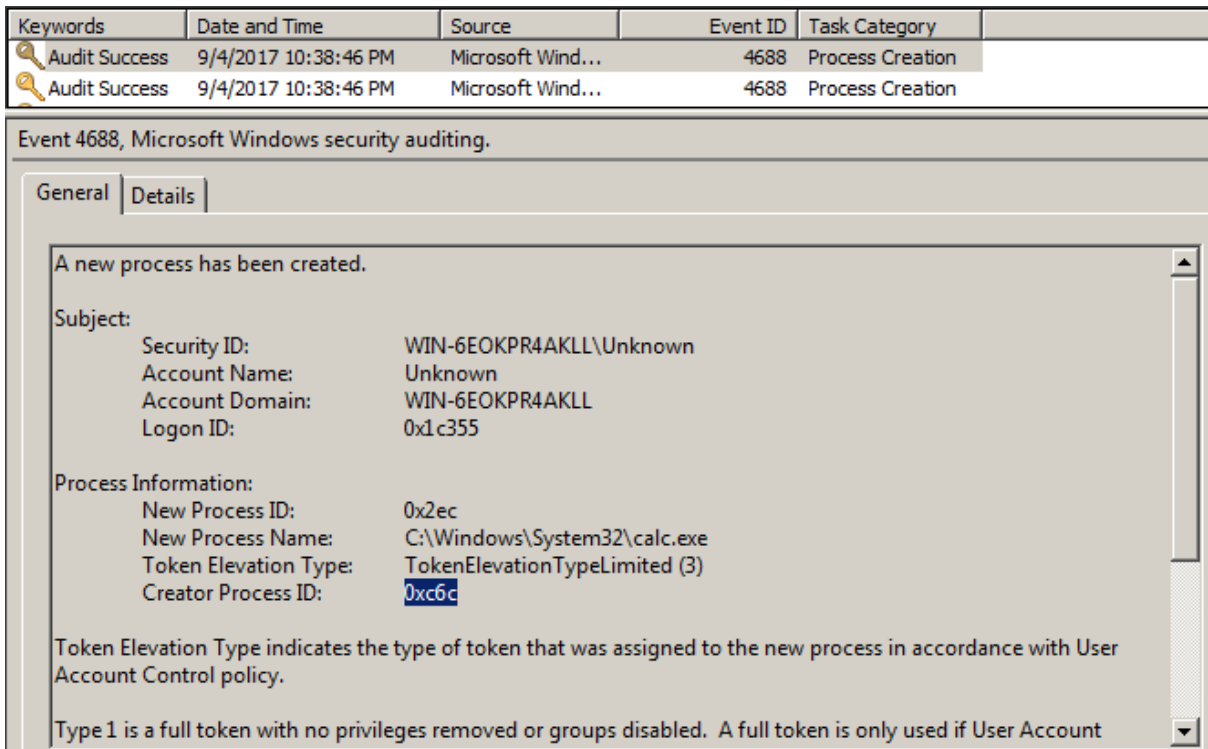 Keywords Date and Time Source Event ID Task Category
Audit Success 9/4/2017 10:38:46 PM Microsoft Wind... 4688 Process Creation
Audit Success 9/4/2017 10:38:46 PM Microsoft Wind... 4688 Process Creation
Event 4688, Microsoft Windows security auditing.
General Details
A new process has been created.
Subject:
Security ID: WIN-6EOKPR4AKLL\Unknown
Account Name: Unknown
Account Domain: WIN-6EOKPR4AKLL
Logon ID: 0x1c355
Process Information:
New Process ID: 0x2ec
New Process Name: C:\Windows\System32\calc.exe
Token Elevation Type: TokenElevationTypeLimited (3)
Creator Process ID: 0xc6c
Token Elevation Type indicates the type of token that was assigned to the new process in accordance with User
Account Control policy.
Type 1 is a full token with no privileges removed or groups disabled. A full token is only used if User Account